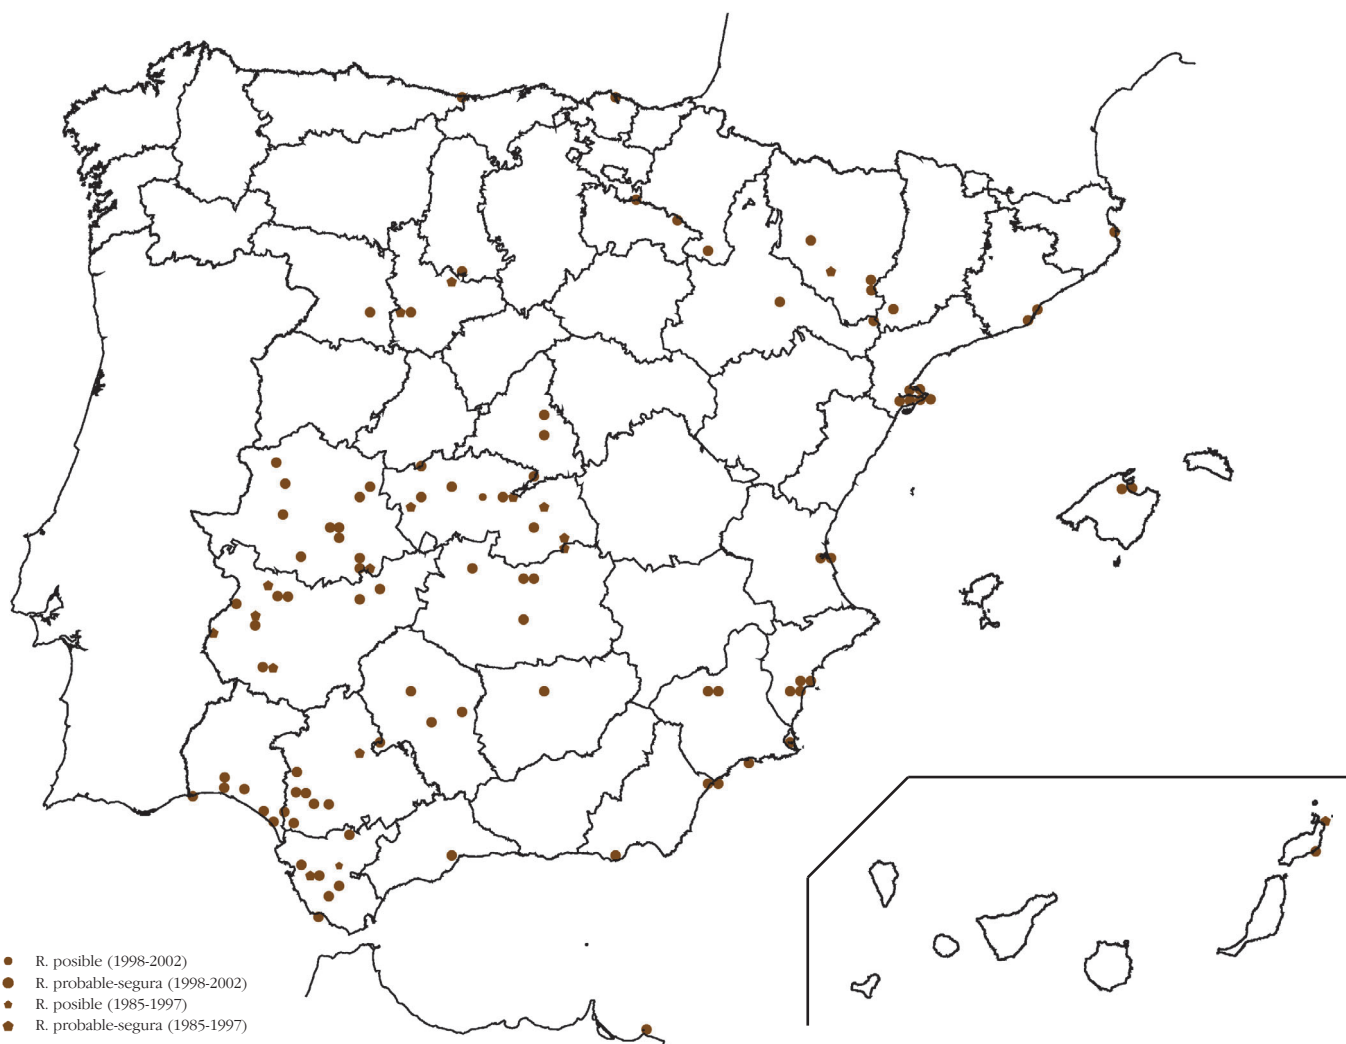 R. posible (1998-2002)
R. probable-segura (1998-2002)
R. posible (1985-1997)
R. probable-segura (1985-1997)